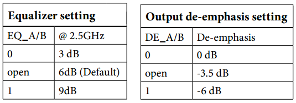 Equalizer setting
EQ_A/B @ 2.5GHz
0 3 dB
open 6dB (Default)
1 9dB
Output de-emphasis setting
DE_A/B De-emphasis
0 0 dB
open -3.5 dB
1 -6 dB